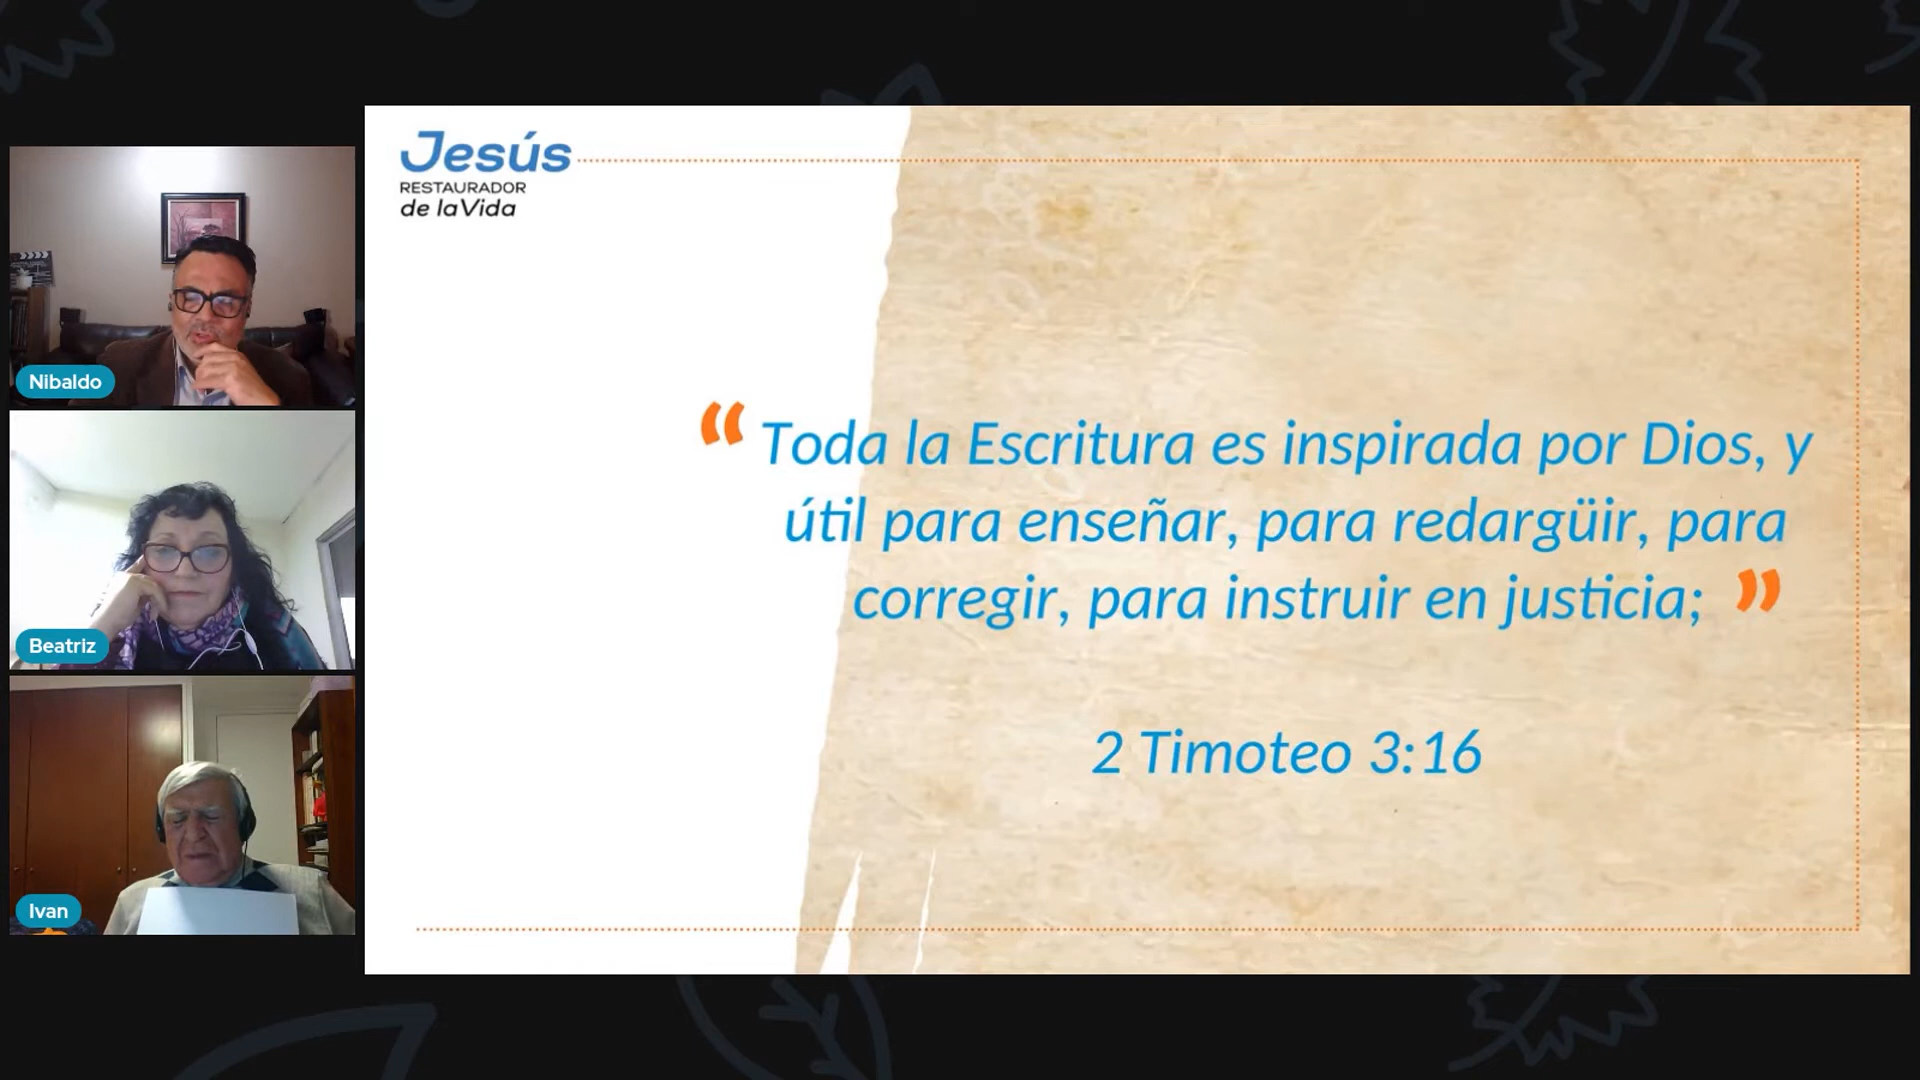 Jesús
RESTAURADOR
de la Vida
“ Toda la Escritura es inspirada por Dios, y
útil para enseñar, para redargüir, para
corregir, para instruir en justicia; ”
2 Timoteo 3:16
Nibaldo
Beatriz
Ivan